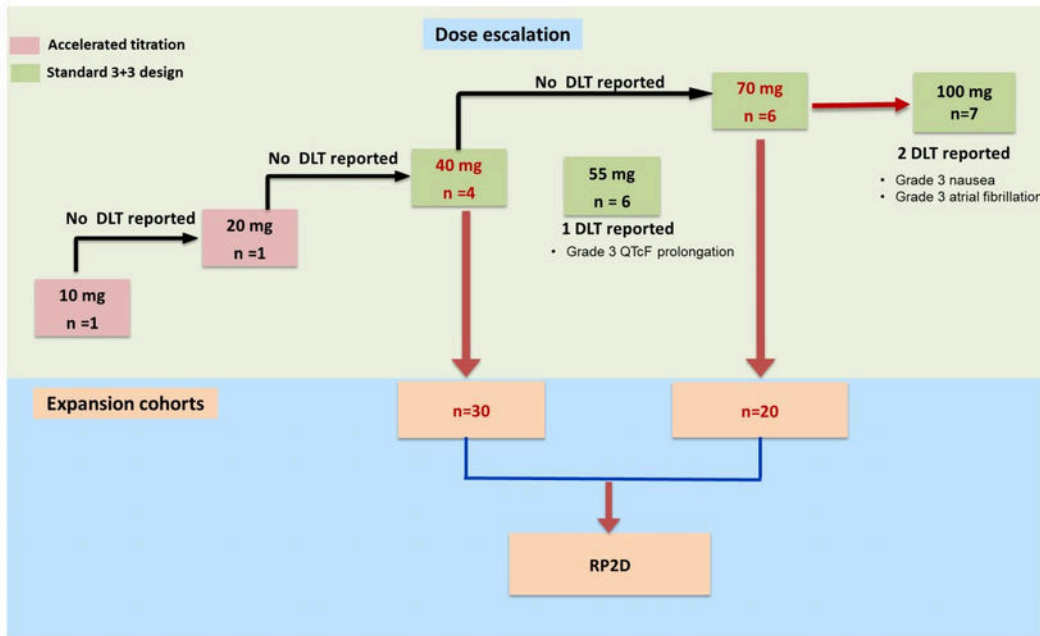 Dose escalation
Accelerated titration
Standard 3+3 design
No DLT reported
70 mg
n =6
100 mg
n=7
2 DLT reported
• Grade 3 nausea
• Grade 3 atrial fibrillation
No DLT reported
40 mg
n =4
55 mg
n = 6
1 DLT reported
• Grade 3 QTcF prolongation
No DLT reported
20 mg
n =1
10 mg
n =1
Expansion cohorts
n=30
n=20
RP2D